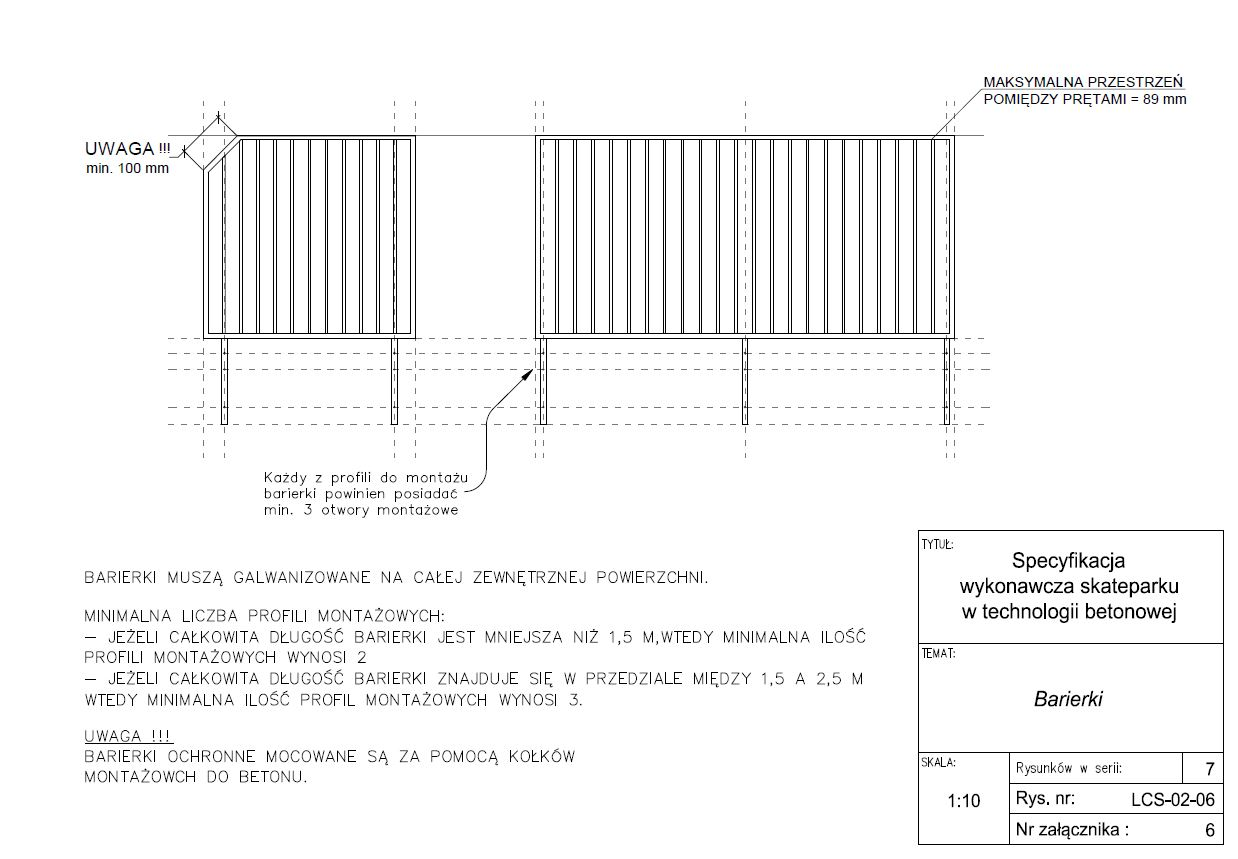 MAKSYMALNA PRZESTRZEŃ
POMIĘDZY PRĘTAMI = 89 mm
UWAGA !!!
min. 100 mm
Każdy z profili do montażu
barierki powinien posiadać
min. 3 otwory montażowe
BARIERKI MUSZĄ GALWANIZOWANE NA CAŁEJ ZEWNĘTRZNEJ POWIERZCHNI.
MINIMALNA LICZBA PROFILI MONTAŻOWYCH:
– JEŻELI CAŁKOWITA DŁUGOŚĆ BARIERKI JEST MNIEJSZA NIŻ 1,5 M,WTEDY MINIMALNA ILOŚĆ
PROFILI MONTAŻOWYCH WYNOSI 2
– JEŻELI CAŁKOWITA DŁUGOŚĆ BARIERKI ZNAJDUJE SIĘ W PRZEDZIALE MIĘDZY 1,5 A 2,5 M
WTEDY MINIMALNA ILOŚĆ PROFIL MONTAŻOWYCH WYNOSI 3.
UWAGA !!!
BARIERKI OCHRONNE MOCOWANE SĄ ZA POMOCĄ KOŁKÓW
MONTAŻOWCH DO BETONU.
TYTUŁ:
Specyfikacja
wykonawcza skateparku
w technologii betonowej
TEMAT:
Barierki
SKALA:
1:10
Rysunków w serii: 7
Rys. nr: LCS-02-06
Nr załącznika : 6